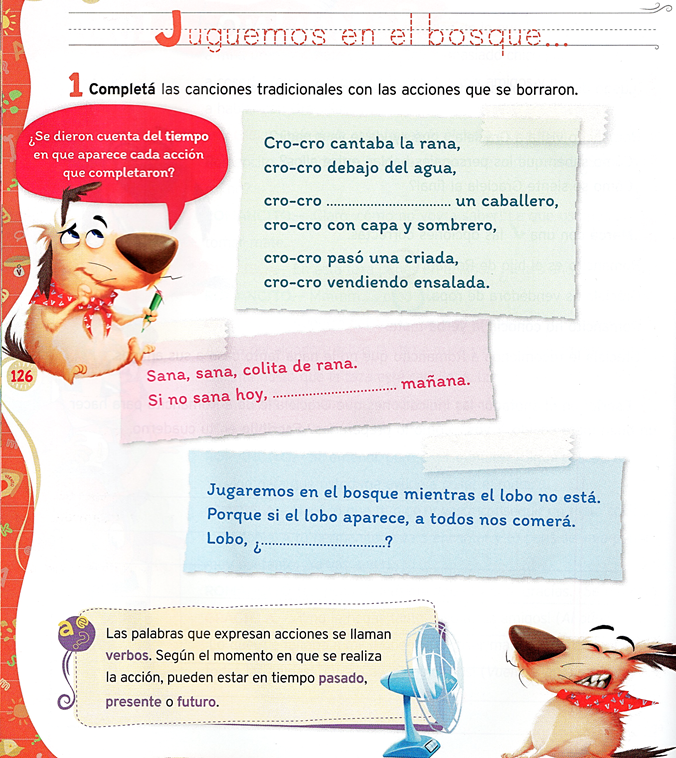 Juguemos en el bosque...
1 Completá las canciones tradicionales con las acciones que se borraron.
¿Se dieron cuenta del tiempo
en que aparece cada acción
que completaron?
Cro-cro cantaba la rana,
cro-cro debajo del agua,
cro-cro .................................. un caballero,
cro-cro con capa y sombrero,
cro-cro pasó una criada,
cro-cro vendiendo ensalada.
126
Sana, sana, colita de rana.
Si no sana hoy, .................................. mañana.
Jugaremos en el bosque mientras el lobo no está.
Porque si el lobo aparece, a todos nos comerá.
Lobo, ¿..................................?
Las palabras que expresan acciones se llaman
verbos. Según el momento en que se realiza
la acción, pueden estar en tiempo pasado,
presente o futuro.